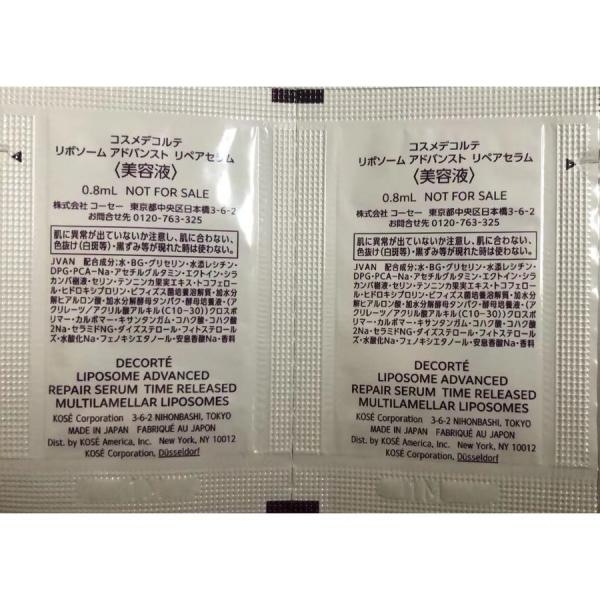 コスメデコルテ
リポソーム アドバンスト リペアセラム
〈美容液〉
0.8mL NOT FOR SALE
株式会社 コーセー 東京都中央区日本橋3-6-2
お問合せ先 0120-763-325
肌に異常が出ていないか注意し、肌に合わない、
色抜け(白斑等)・黒ずみ等が現れた時は使わない。
JVAN 配合成分:水・BG・グリセリン・水添レシチン・
DPG・PCA-Na・アセチルグルタミン・エクトイン・シラ
カンバ樹液・セリン・テンニンカ果実エキス・トコフェロ
ール・ヒドロキシプロリン・ビフィズス菌培養溶解質・加水分
解ヒアルロン酸・加水分解酵母タンパク・酵母培養液・(ア
クリレーツ/アクリル酸アルキル(C10-30))クロスポ
リマー・カルボマー・キサンタンガム・コハク酸・コハク酸
2Na・セラミドNG・ダイズステロール・フィトステロー
ルズ・水酸化Na・フェノキシエタノール・安息香酸Na・香料
DECORTÉ
LIPOSOME ADVANCED
REPAIR SERUM TIME RELEASED
MULTILAMELLAR LIPOSOMES
KOSÉ Corporation 3-6-2 NIHONBASHI, TOKYO
MADE IN JAPAN FABRIQUÉ AU JAPON
Dist. by KOSÉ America, Inc. New York, NY 10012
KOSÉ Corporation, Düsseldorf
コスメデコルテ
リポソーム アドバンスト リペアセラム
〈美容液〉
0.8mL NOT FOR SALE
株式会社 コーセー 東京都中央区日本橋3-6-2
お問合せ先 0120-763-325
肌に異常が出ていないか注意し、肌に合わない、
色抜け(白斑等)・黒ずみ等が現れた時は使わない。
JVAN 配合成分:水・BG・グリセリン・水添レシチン・
DPG・PCA-Na・アセチルグルタミン・エクトイン・シラ
カンバ樹液・セリン・テンニンカ果実エキス・トコフェロ
ール・ヒドロキシプロリン・ビフィズス菌培養溶解質・加水分
解ヒアルロン酸・加水分解酵母タンパク・酵母培養液・(ア
クリレーツ/アクリル酸アルキル(C10-30))クロスポ
リマー・カルボマー・キサンタンガム・コハク酸・コハク酸
2Na・セラミドNG・ダイズステロール・フィトステロー
ルズ・水酸化Na・フェノキシエタノール・安息香酸Na・香料
DECORTÉ
LIPOSOME ADVANCED
REPAIR SERUM TIME RELEASED
MULTILAMELLAR LIPOSOMES
KOSÉ Corporation 3-6-2 NIHONBASHI, TOKYO
MADE IN JAPAN FABRIQUÉ AU JAPON
Dist. by KOSÉ America, Inc. New York, NY 10012
KOSÉ Corporation, Düsseldorf